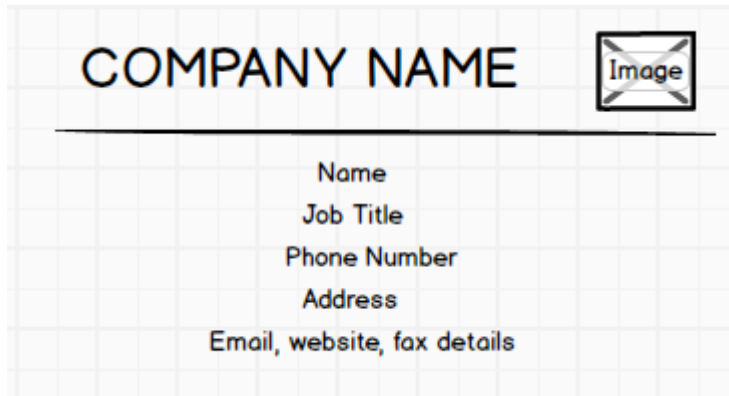 COMPANY NAME
Image
Name
Job Title
Phone Number
Address
Email, website, fax details